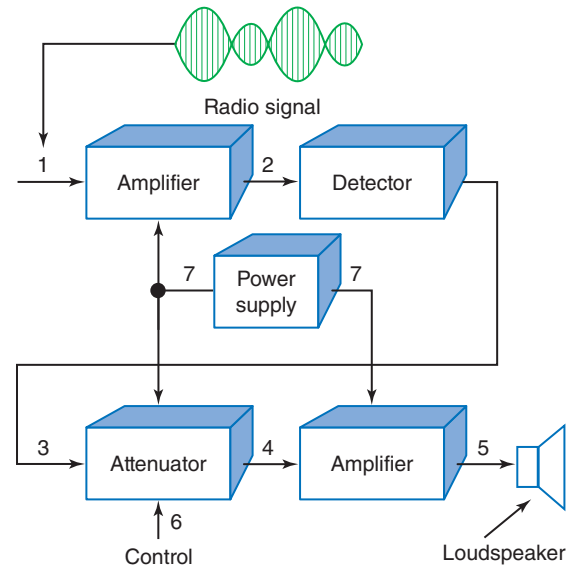 Radio signal
1
Amplifier
2
Detector
7
Power
supply
7
3
Attenuator
4
Amplifier
5
6
Control
Loudspeaker